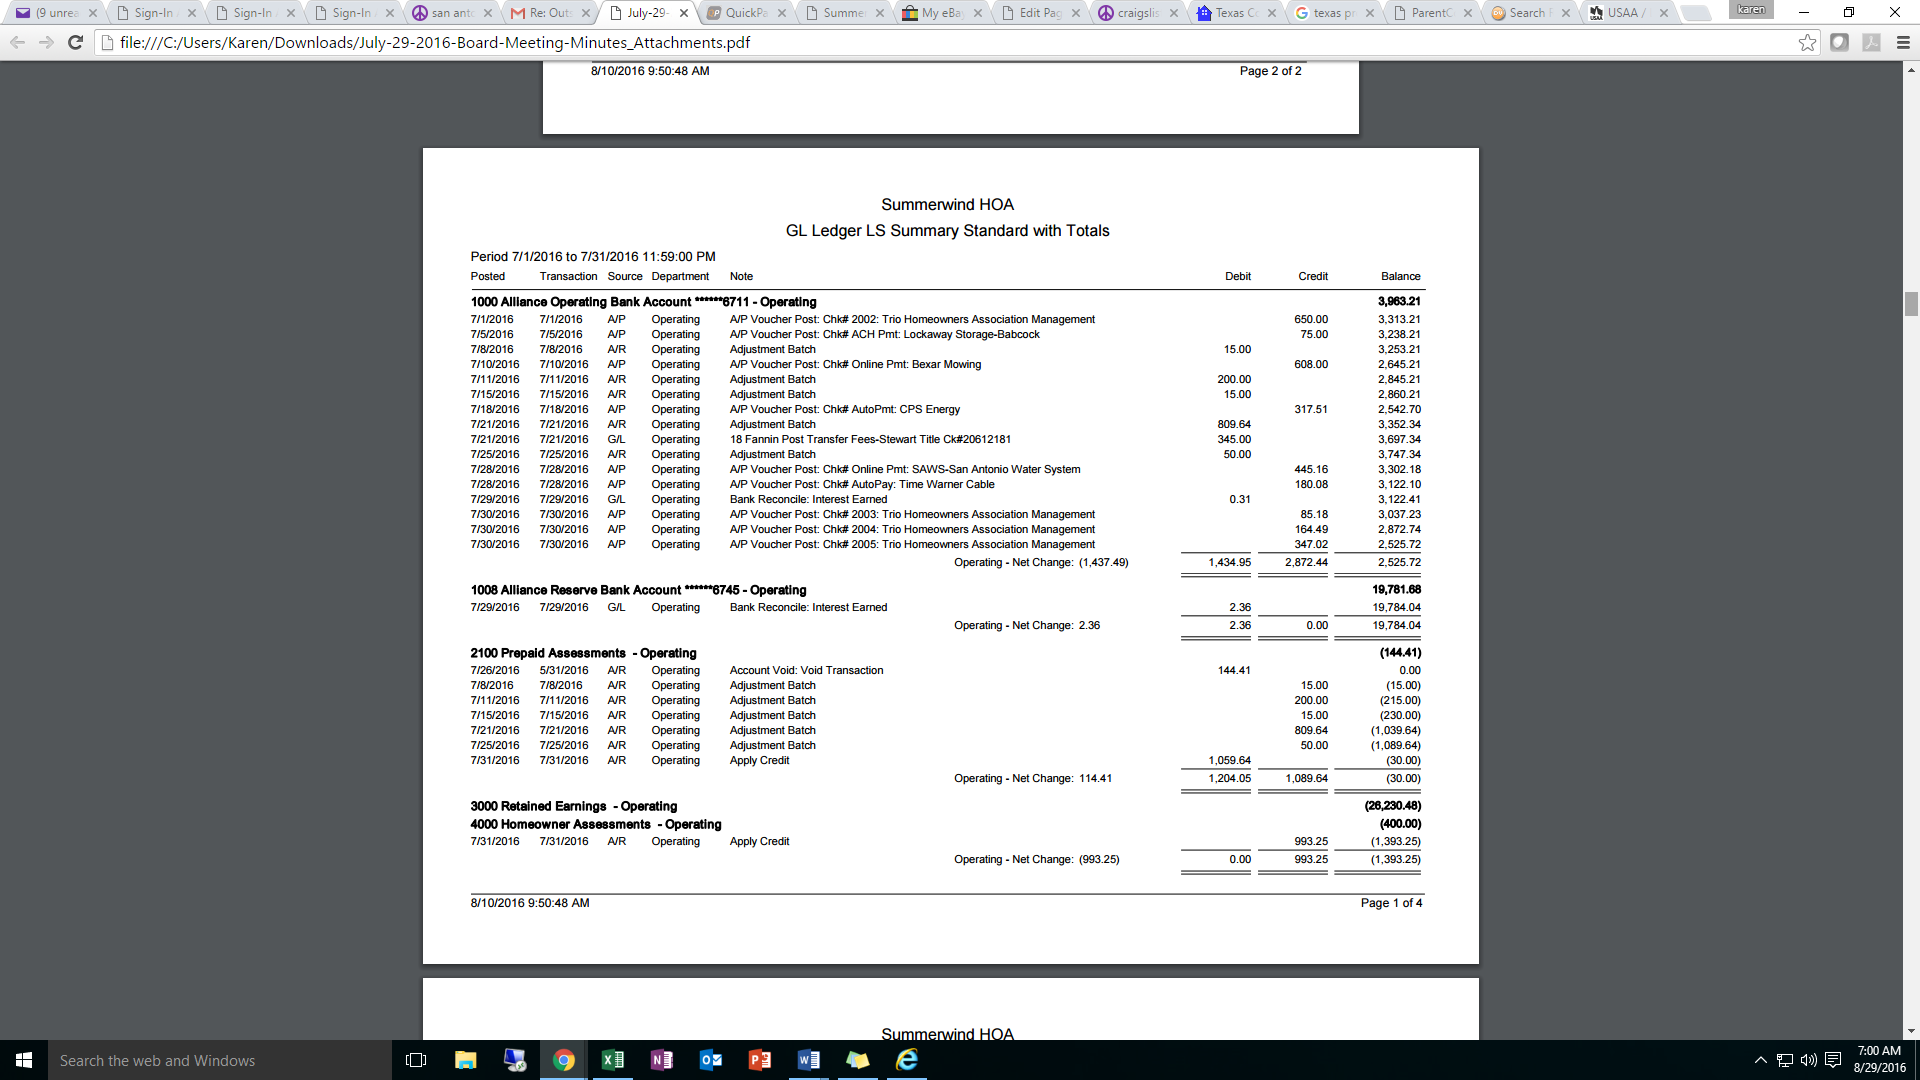 (9 unrea Sign-In Sign-In Sign-In san anto Re: Outs July-29- QuickPa Summe My eBa Edit Pag craigslis Texas Co texas pr ParentC Search USAA / karen
file:///C:/Users/Karen/Downloads/July-29-2016-Board-Meeting-Minutes_Attachments.pdf
8/10/2016 9:50:48 AM Page 2 of 2
Summerwind HOA
GL Ledger LS Summary Standard with Totals
Period 7/1/2016 to 7/31/2016 11:59:00 PM
Posted Transaction Source Department Note Debit Credit Balance
1000 Alliance Operating Bank Account ******6711 - Operating 3,963.21
7/1/2016 7/1/2016 A/P Operating A/P Voucher Post: Chk# 2002: Trio Homeowners Association Management 650.00 3,313.21
7/5/2016 7/5/2016 A/P Operating A/P Voucher Post: Chk# ACH Pmt: Lockaway Storage-Babcock 75.00 3,238.21
7/8/2016 7/8/2016 A/R Operating Adjustment Batch 15.00 3,253.21
7/10/2016 7/10/2016 A/P Operating A/P Voucher Post: Chk# Online Pmt: Bexar Mowing 608.00 2,645.21
7/11/2016 7/11/2016 A/R Operating Adjustment Batch 200.00 2,845.21
7/15/2016 7/15/2016 A/R Operating Adjustment Batch 15.00 2,860.21
7/18/2016 7/18/2016 A/P Operating A/P Voucher Post: Chk# AutoPmt: CPS Energy 317.51 2,542.70
7/21/2016 7/21/2016 A/R Operating Adjustment Batch 809.64 3,352.34
7/21/2016 7/21/2016 G/L Operating 18 Fannin Post Transfer Fees-Stewart Title Ck#20612181 345.00 3,697.34
7/25/2016 7/25/2016 A/R Operating Adjustment Batch 50.00 3,747.34
7/28/2016 7/28/2016 A/P Operating A/P Voucher Post: Chk# Online Pmt: SAWS-San Antonio Water System 445.16 3,302.18
7/28/2016 7/28/2016 A/P Operating A/P Voucher Post: Chk# AutoPay: Time Warner Cable 180.08 3,122.10
7/29/2016 7/29/2016 G/L Operating Bank Reconcile: Interest Earned 0.31 3,122.41
7/30/2016 7/30/2016 A/P Operating A/P Voucher Post: Chk# 2003: Trio Homeowners Association Management 85.18 3,037.23
7/30/2016 7/30/2016 A/P Operating A/P Voucher Post: Chk# 2004: Trio Homeowners Association Management 164.49 2,872.74
7/30/2016 7/30/2016 A/P Operating A/P Voucher Post: Chk# 2005: Trio Homeowners Association Management 347.02 2,525.72
Operating - Net Change: (1,437.49) 1,434.95 2,872.44 2,525.72
1008 Alliance Reserve Bank Account ******6745 - Operating 19,781.68
7/29/2016 7/29/2016 G/L Operating Bank Reconcile: Interest Earned 2.36 19,784.04
Operating - Net Change: 2.36 2.36 0.00 19,784.04
2100 Prepaid Assessments - Operating (144.41)
7/26/2016 5/31/2016 A/R Operating Account Void: Void Transaction 144.41 0.00
7/8/2016 7/8/2016 A/R Operating Adjustment Batch 15.00 (15.00)
7/11/2016 7/11/2016 A/R Operating Adjustment Batch 200.00 (215.00)
7/15/2016 7/15/2016 A/R Operating Adjustment Batch 15.00 (230.00)
7/21/2016 7/21/2016 A/R Operating Adjustment Batch 809.64 (1,039.64)
7/25/2016 7/25/2016 A/R Operating Adjustment Batch 50.00 (1,089.64)
7/31/2016 7/31/2016 A/R Operating Apply Credit 1,059.64 (30.00)
Operating - Net Change: 114.41 1,204.05 1,089.64 (30.00)
3000 Retained Earnings - Operating (26,230.48)
4000 Homeowner Assessments - Operating (400.00)
7/31/2016 7/31/2016 A/R Operating Apply Credit 993.25 (1,393.25)
Operating - Net Change: (993.25) 0.00 993.25 (1,393.25)
8/10/2016 9:50:48 AM Page 1 of 4
Summerwind HOA
Search the web and Windows 7:00 AM
8/29/2016